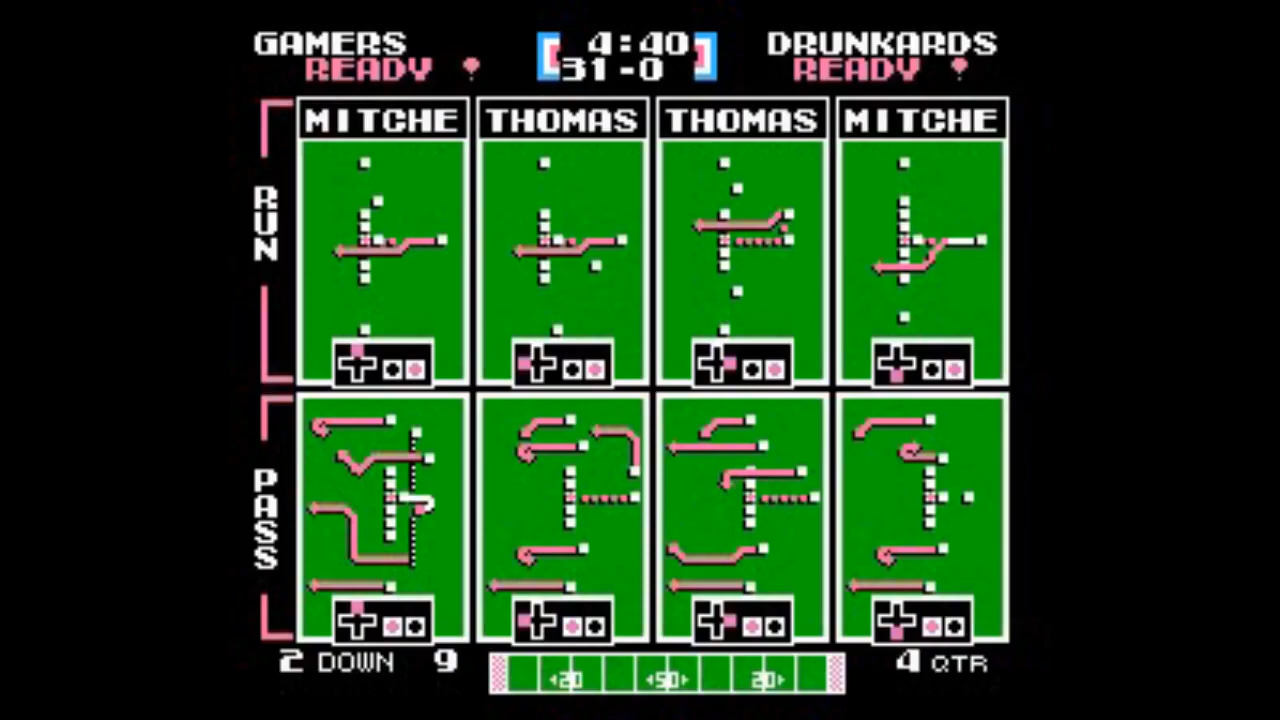 GAMERS 4:40 DRUNKARDS
READY 31-0 READY
MITCHE THOMAS THOMAS MITCHE
RUN
PASS
2 DOWN 9 20 50 20 4 QTR